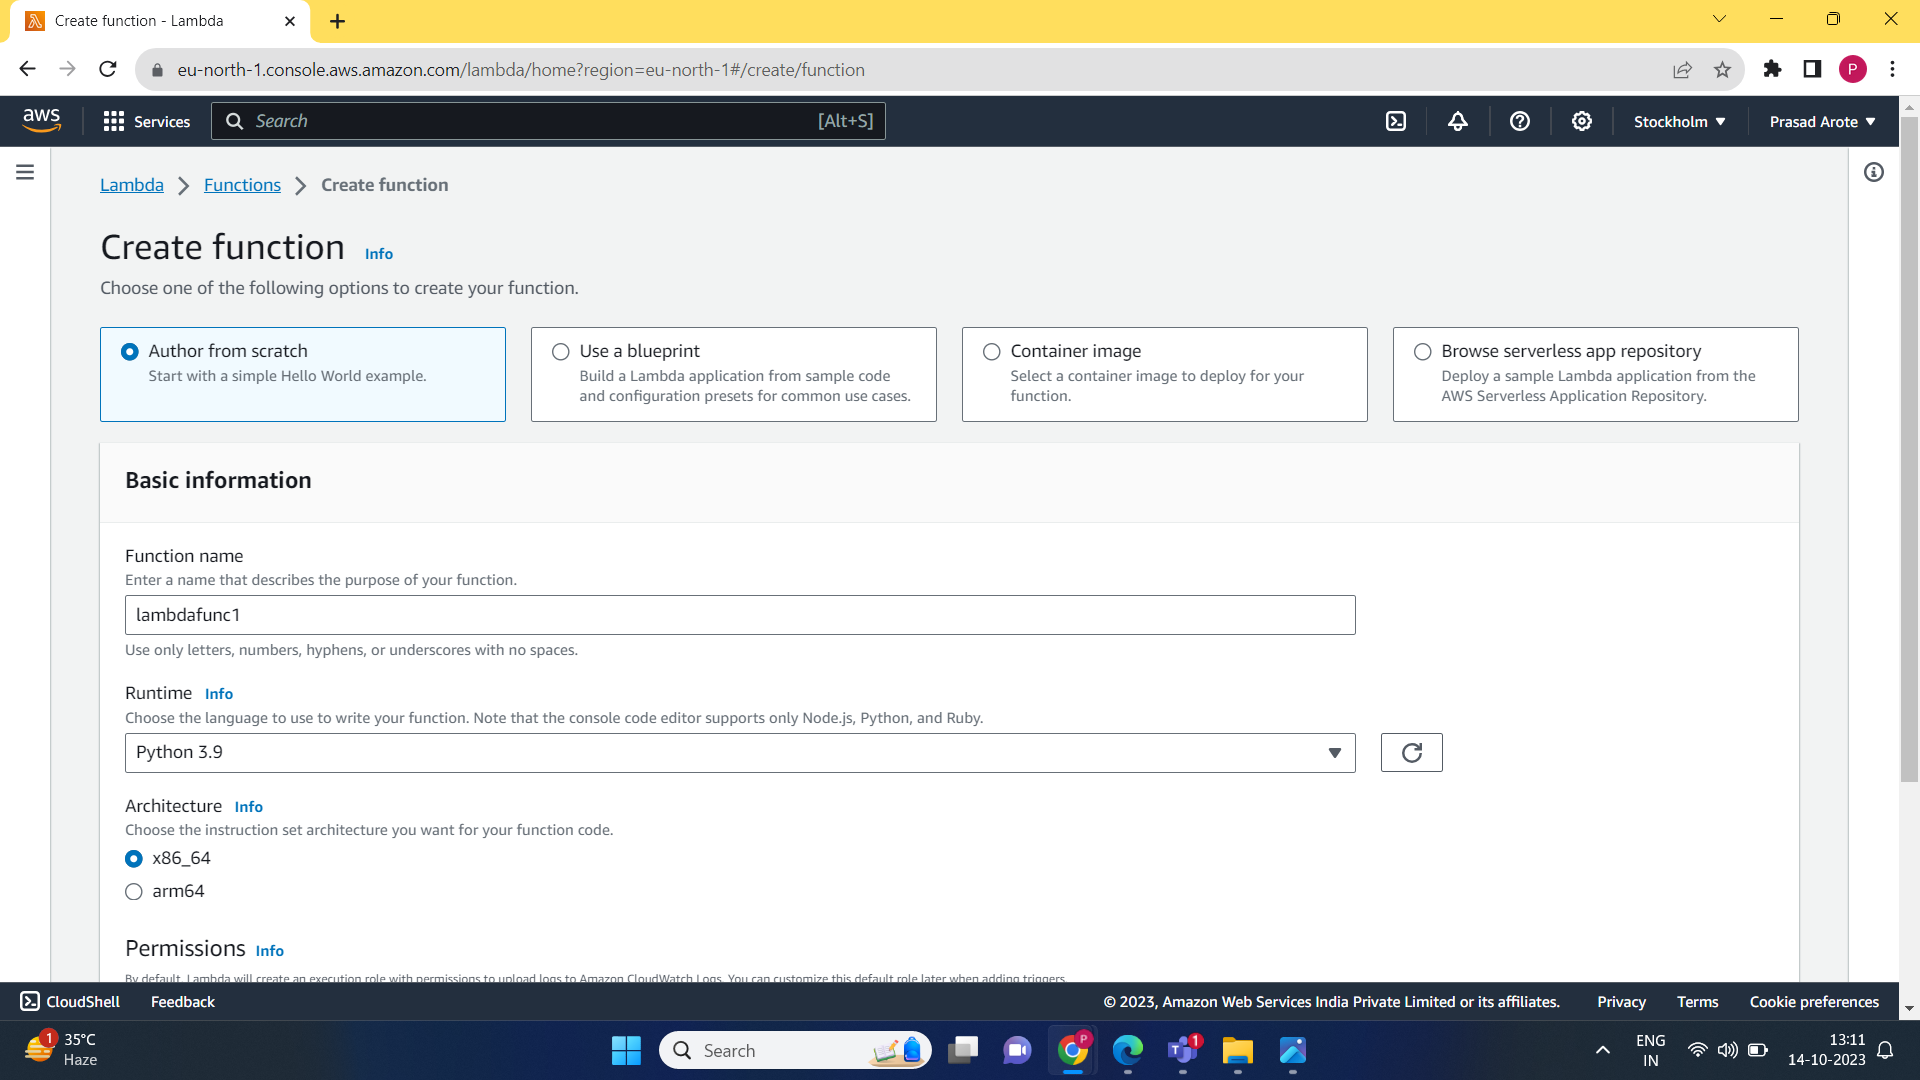 Create function - Lambda
eu-north-1.console.aws.amazon.com/lambda/home?region=eu-north-1#/create/function
P
aws
Services
Search
[Alt+S]
Stockholm
Prasad Arote
Lambda
Functions
Create function
Create function Info
Choose one of the following options to create your function.
Author from scratch
Start with a simple Hello World example.
Use a blueprint
Build a Lambda application from sample code
and configuration presets for common use cases.
Container image
Select a container image to deploy for your
function.
Browse serverless app repository
Deploy a sample Lambda application from the
AWS Serverless Application Repository.
Basic information
Function name
Enter a name that describes the purpose of your function.
lambdafunc1
Use only letters, numbers, hyphens, or underscores with no spaces.
Runtime Info
Choose the language to use to write your function. Note that the console code editor supports only Node.js, Python, and Ruby.
Python 3.9
Architecture Info
Choose the instruction set architecture you want for your function code.
x86_64
arm64
Permissions Info
By default, Lambda will create an execution role with permissions to upload logs to Amazon CloudWatch Logs. You can customize this default role later when adding triggers.
CloudShell
Feedback
© 2023, Amazon Web Services India Private Limited or its affiliates.
Privacy
Terms
Cookie preferences
1
35°C
Haze
Search
P
1
ENG
IN
13:11
14-10-2023